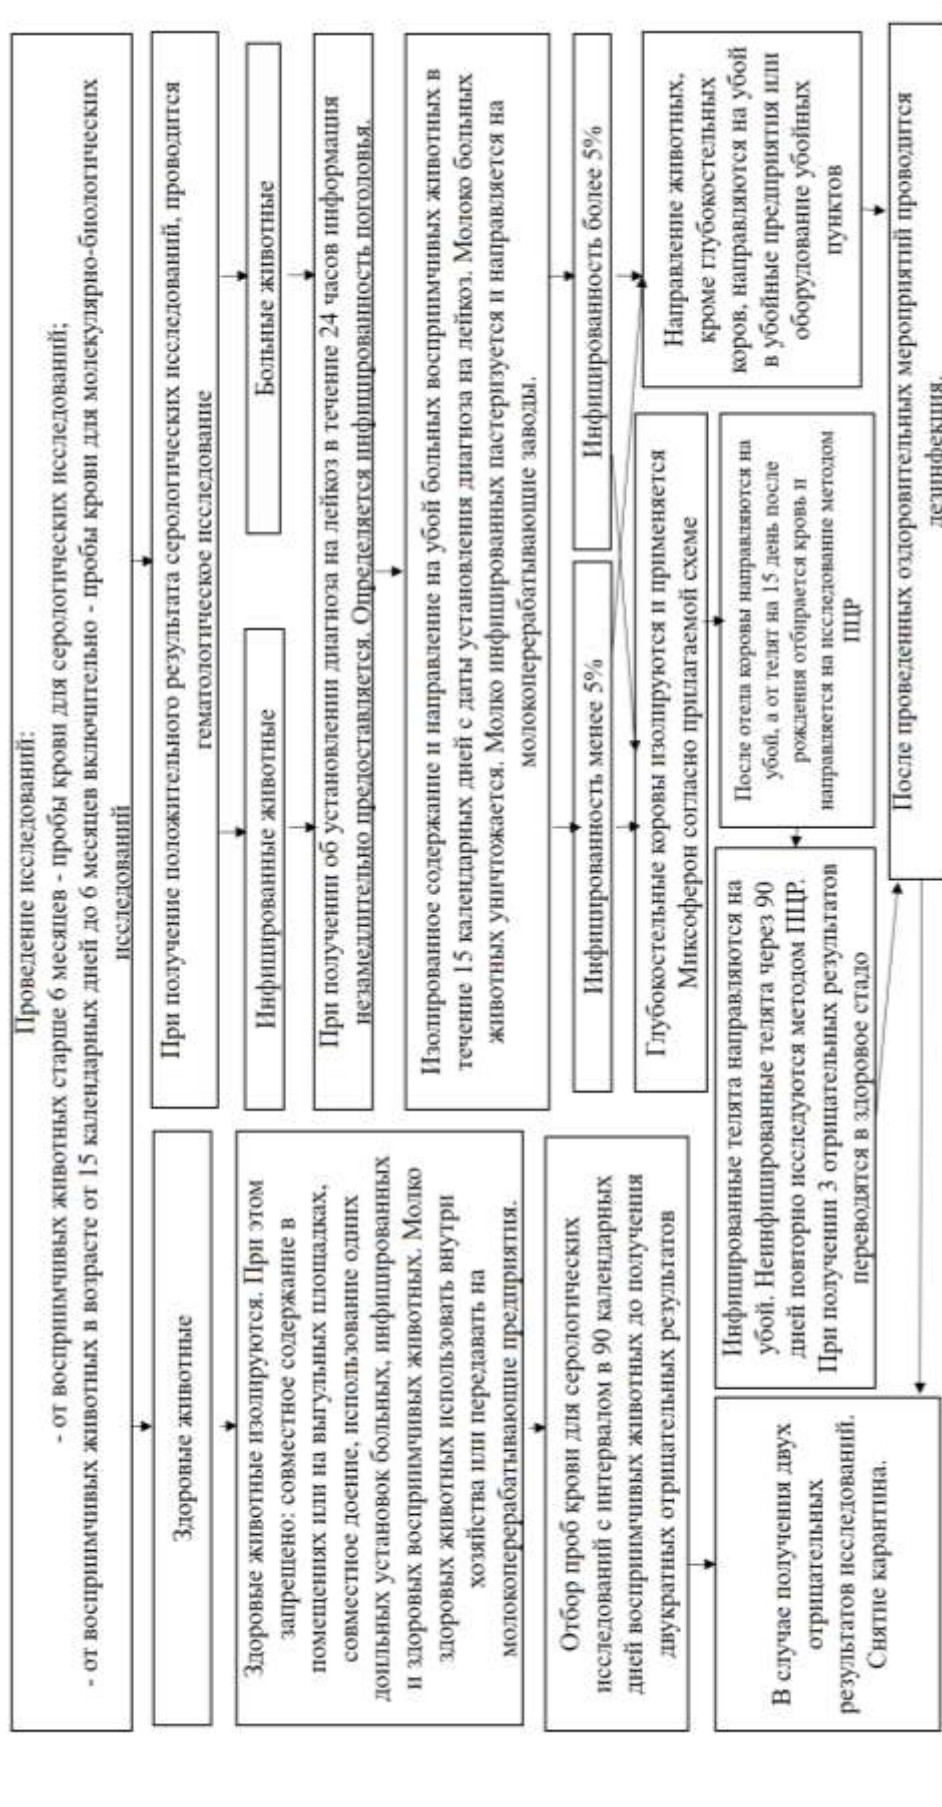 Проведение исследований:
- от восприимчивых животных старше 6 месяцев - пробы крови для серологических исследований;
- от восприимчивых животных в возрасте от 15 календарных дней до 6 месяцев включительно - пробы крови для молекулярно-биологических
исследований
Здоровые животные
При получение положительного результата серологических исследований, проводится
гематологическое исследование
Здоровые животные изолируются. При этом
запрещено: совместное содержание в
помещениях или на выгульных площадках,
совместное доение, использование одних
доильных установок больных, инфицированных
и здоровых восприимчивых животных. Молко
здоровых животных использовать внутри
хозяйства или передавать на
молокоперерабатывающие предприятия.
Инфицированные животные
Больные животные
При получении об установлении диагноза на лейкоз в течение 24 часов информация
незамедлительно предоставляется. Определяется инфицированность поголовья.
Изолированное содержание и направление на убой больных восприимчивых животных в
течение 15 календарных дней с даты установления диагноза на лейкоз. Молоко больных
животных уничтожается. Молко инфицированных пастеризуется и направляется на
молокоперерабатывающие заводы.
Отбор проб крови для серологических
исследований с интервалом в 90 календарных
дней восприимчивых животных до получения
двукратных отрицательных результатов
Инфицированность менее 5%
Инфицированность более 5%
Глубокостельные коровы изолируются и применяется
Миксоферон согласно прилагаемой схеме
Направление животных,
кроме глубокостельных
коров, направляются на убой
в убойные предприятия или
оборудование убойных
пунктов
После отела коровы направляются на
убой, а от телят на 15 день после
рождения отбирается кровь и
направляется на исследование методом
ПЦР
Инфицированные телята направляются на
убой. Неинфицированные телята через 90
дней повторно исследуются методом ПЦР.
При получении 3 отрицательных результатов
переводятся в здоровое стадо
В случае получения двух
отрицательных
результатов исследований.
Снятие карантина.
После проведенных оздоровительных мероприятий проводится
дезинфекция.